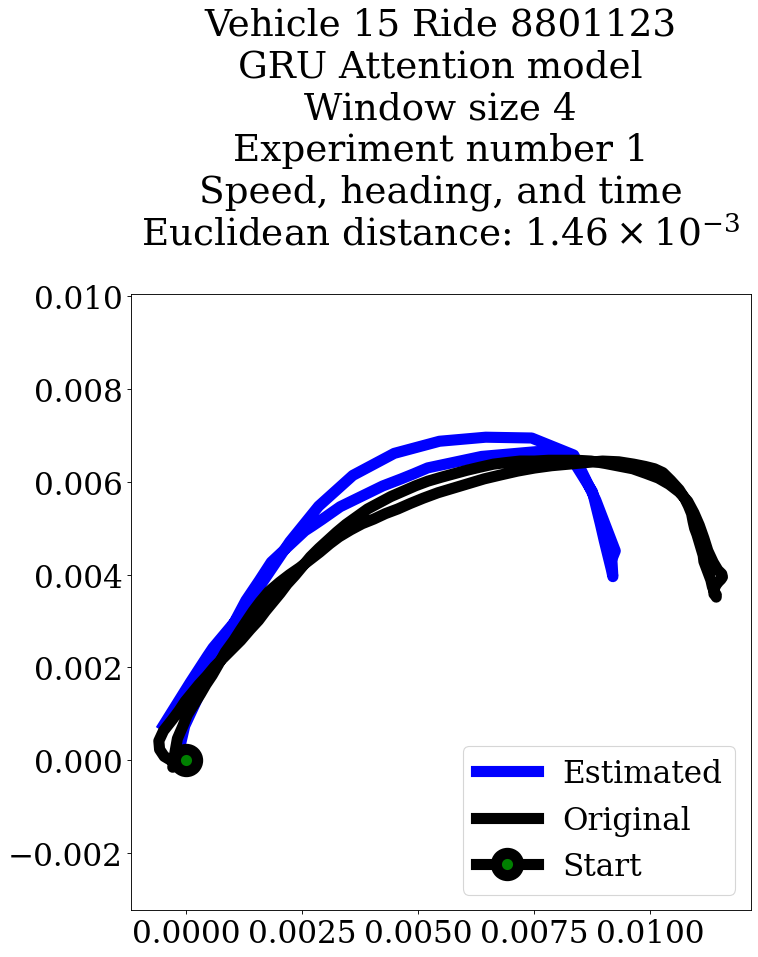 Vehicle 15 Ride 8801123
GRU Attention model
Window size 4
Experiment number 1
Speed, heading, and time
Euclidean distance: 1.46 × 10⁻³
0.010
0.008
0.006
0.004
0.002
0.000
−0.002
Estimated
Original
Start
0.0000 0.0025 0.0050 0.0075 0.0100